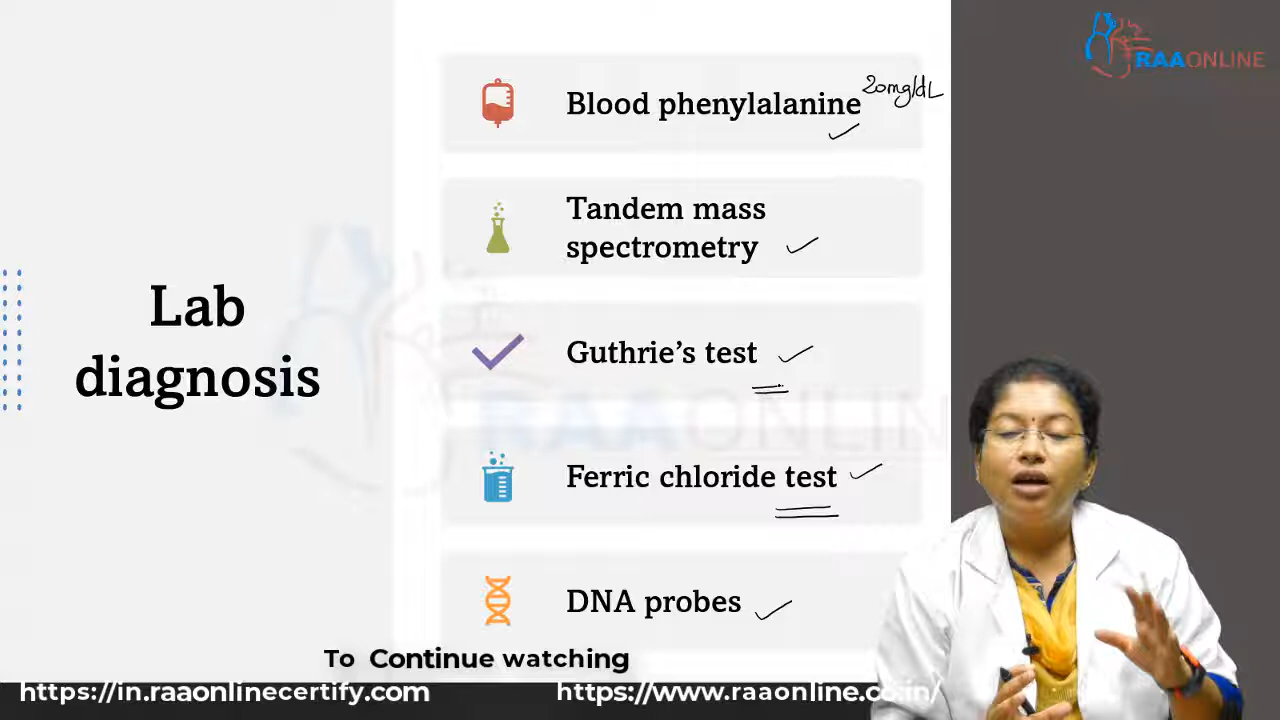 RAAONLINE
Blood phenylalanine 20mg/dL
Tandem mass
spectrometry
Lab
diagnosis
Guthrie's test
RAAONLINE
Ferric chloride test
DNA probes
To Continue watching
https://in.raaonlinecertify.com
https://www.raaonline.co.in/